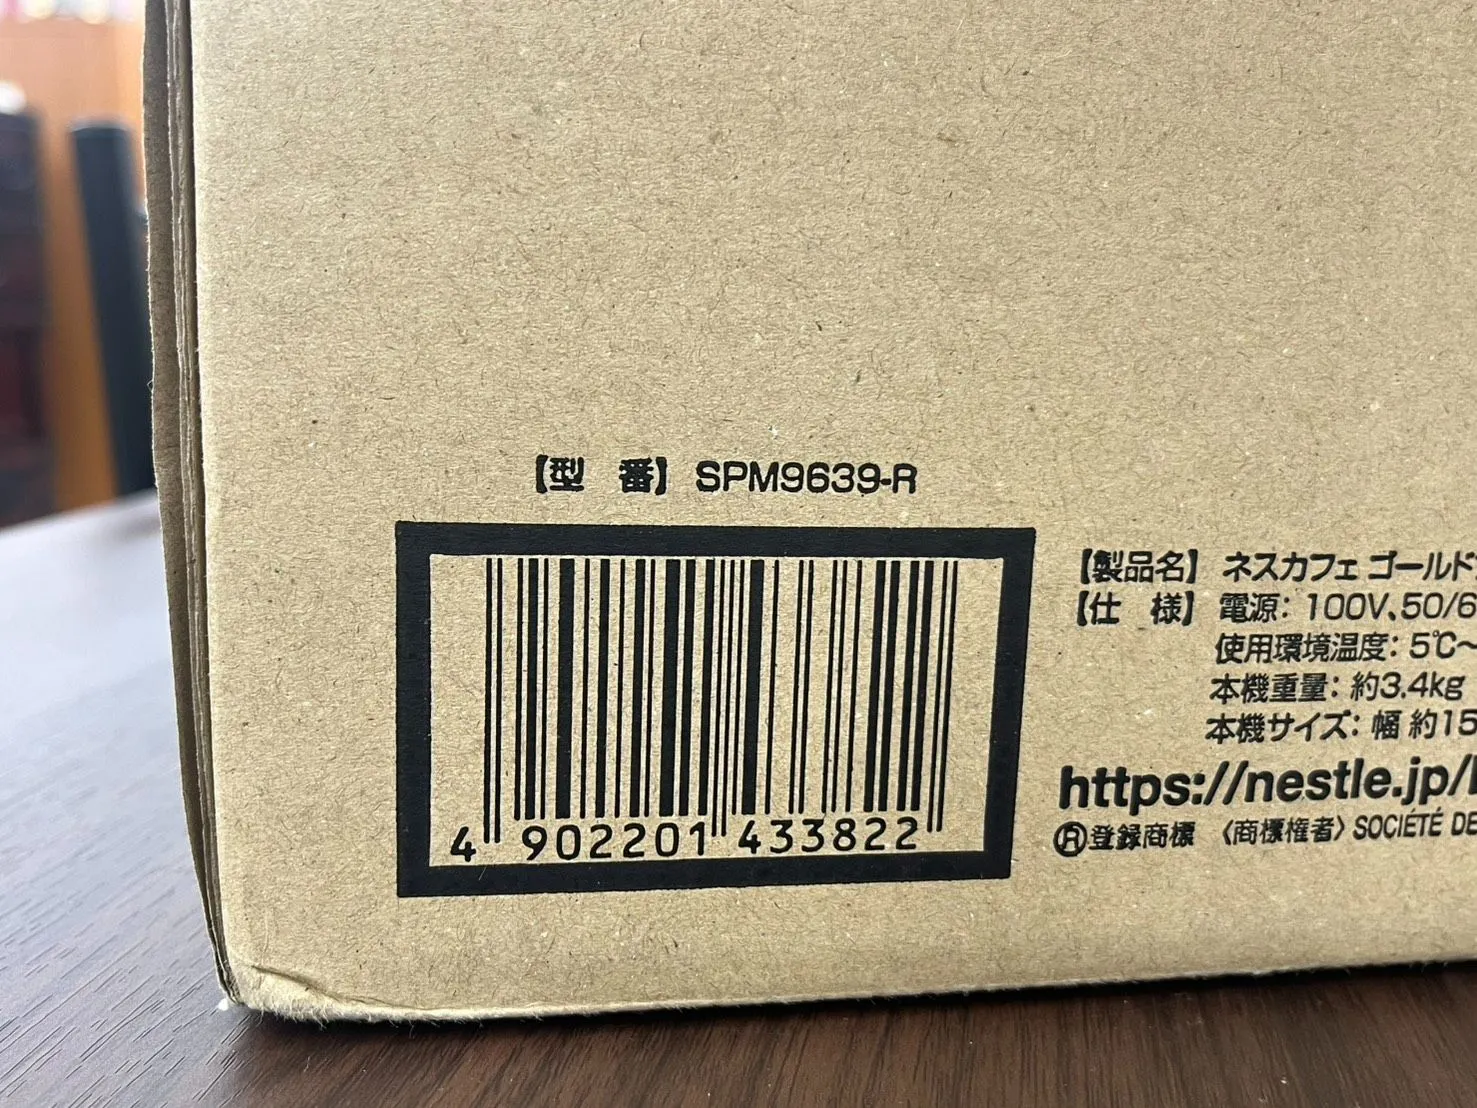 【型 番】 SPM9639-R
4 902201 433822
【製品名】 ネスカフェ ゴールド
【仕 様】 電源: 100V、50/6
使用環境温度: 5℃~
本機重量: 約3.4kg
本機サイズ: 幅 約15
https://nestle.jp/
Ⓡ登録商標 〈商標権者〉 SOCIÉTÉ DE